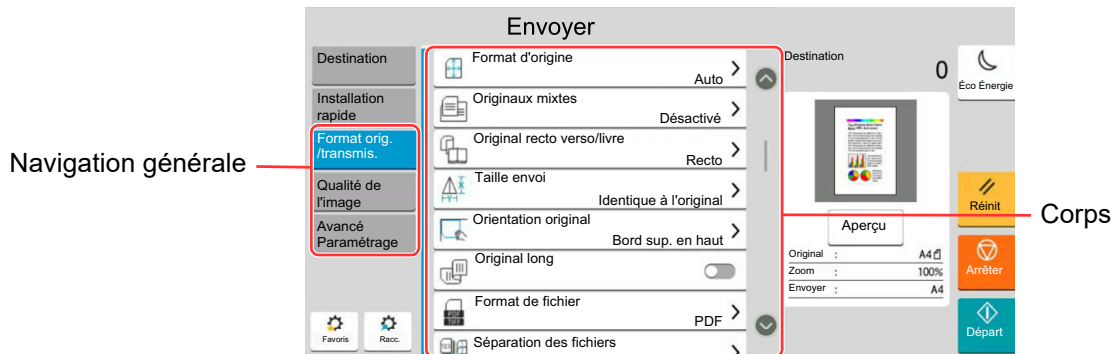 Envoyer
Navigation générale
Destination
Installation
rapide
Format orig.
/transmis.
Qualité de
l'image
Avancé
Paramétrage
Favoris
Racc.
Format d'origine
Auto
Originaux mixtes
Désactivé
Original recto verso/livre
Recto
Taille envoi
Identique à l'original
Orientation original
Bord sup. en haut
Original long
Format de fichier
PDF
TIFF
PDF
Séparation des fichiers
Destination
0
Aperçu
Original : A4
Zoom : 100%
Envoyer : A4
Éco Énergie
Réinit
Arrêter
Départ
Corps